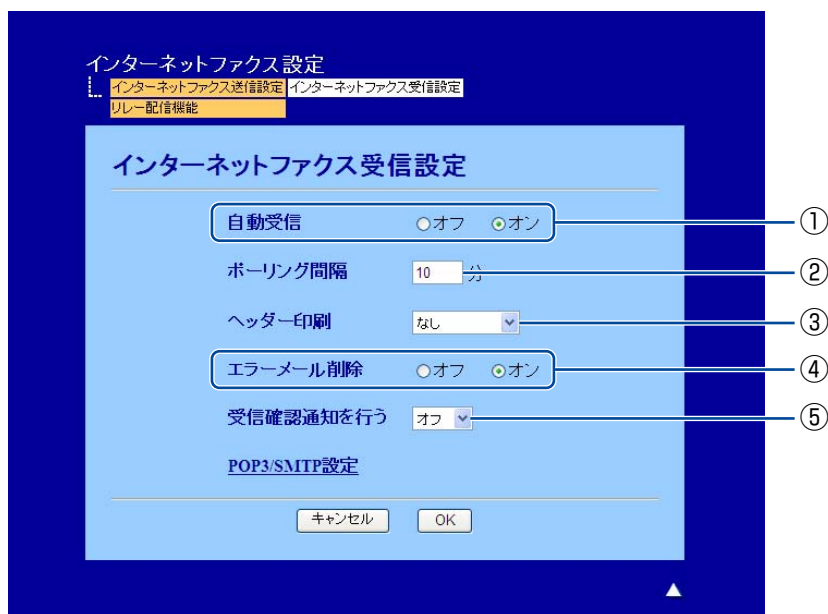 インターネットファクス設定
インターネットファクス送信設定 インターネットファクス受信設定
リレー配信機能
インターネットファクス受信設定
自動受信 オフ オン ①
ポーリング間隔 10 分 ②
ヘッダー印刷 なし ③
エラーメール削除 オフ オン ④
受信確認通知を行う オフ ⑤
POP3/SMTP設定
キャンセル OK